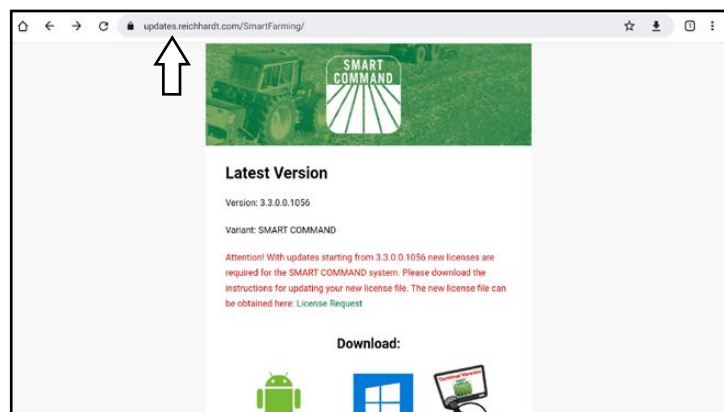 updates.reichhardt.com/SmartFarming/
1
SMART
COMMAND
Latest Version
Version: 3.3.0.0.1056
Variant: SMART COMMAND
Attention! With updates starting from 3.3.0.0.1056 new licenses are
required for the SMART COMMAND system. Please download the
instructions for updating your new license file. The new license file can
be obtained here: License Request
Download:
Terminal Version